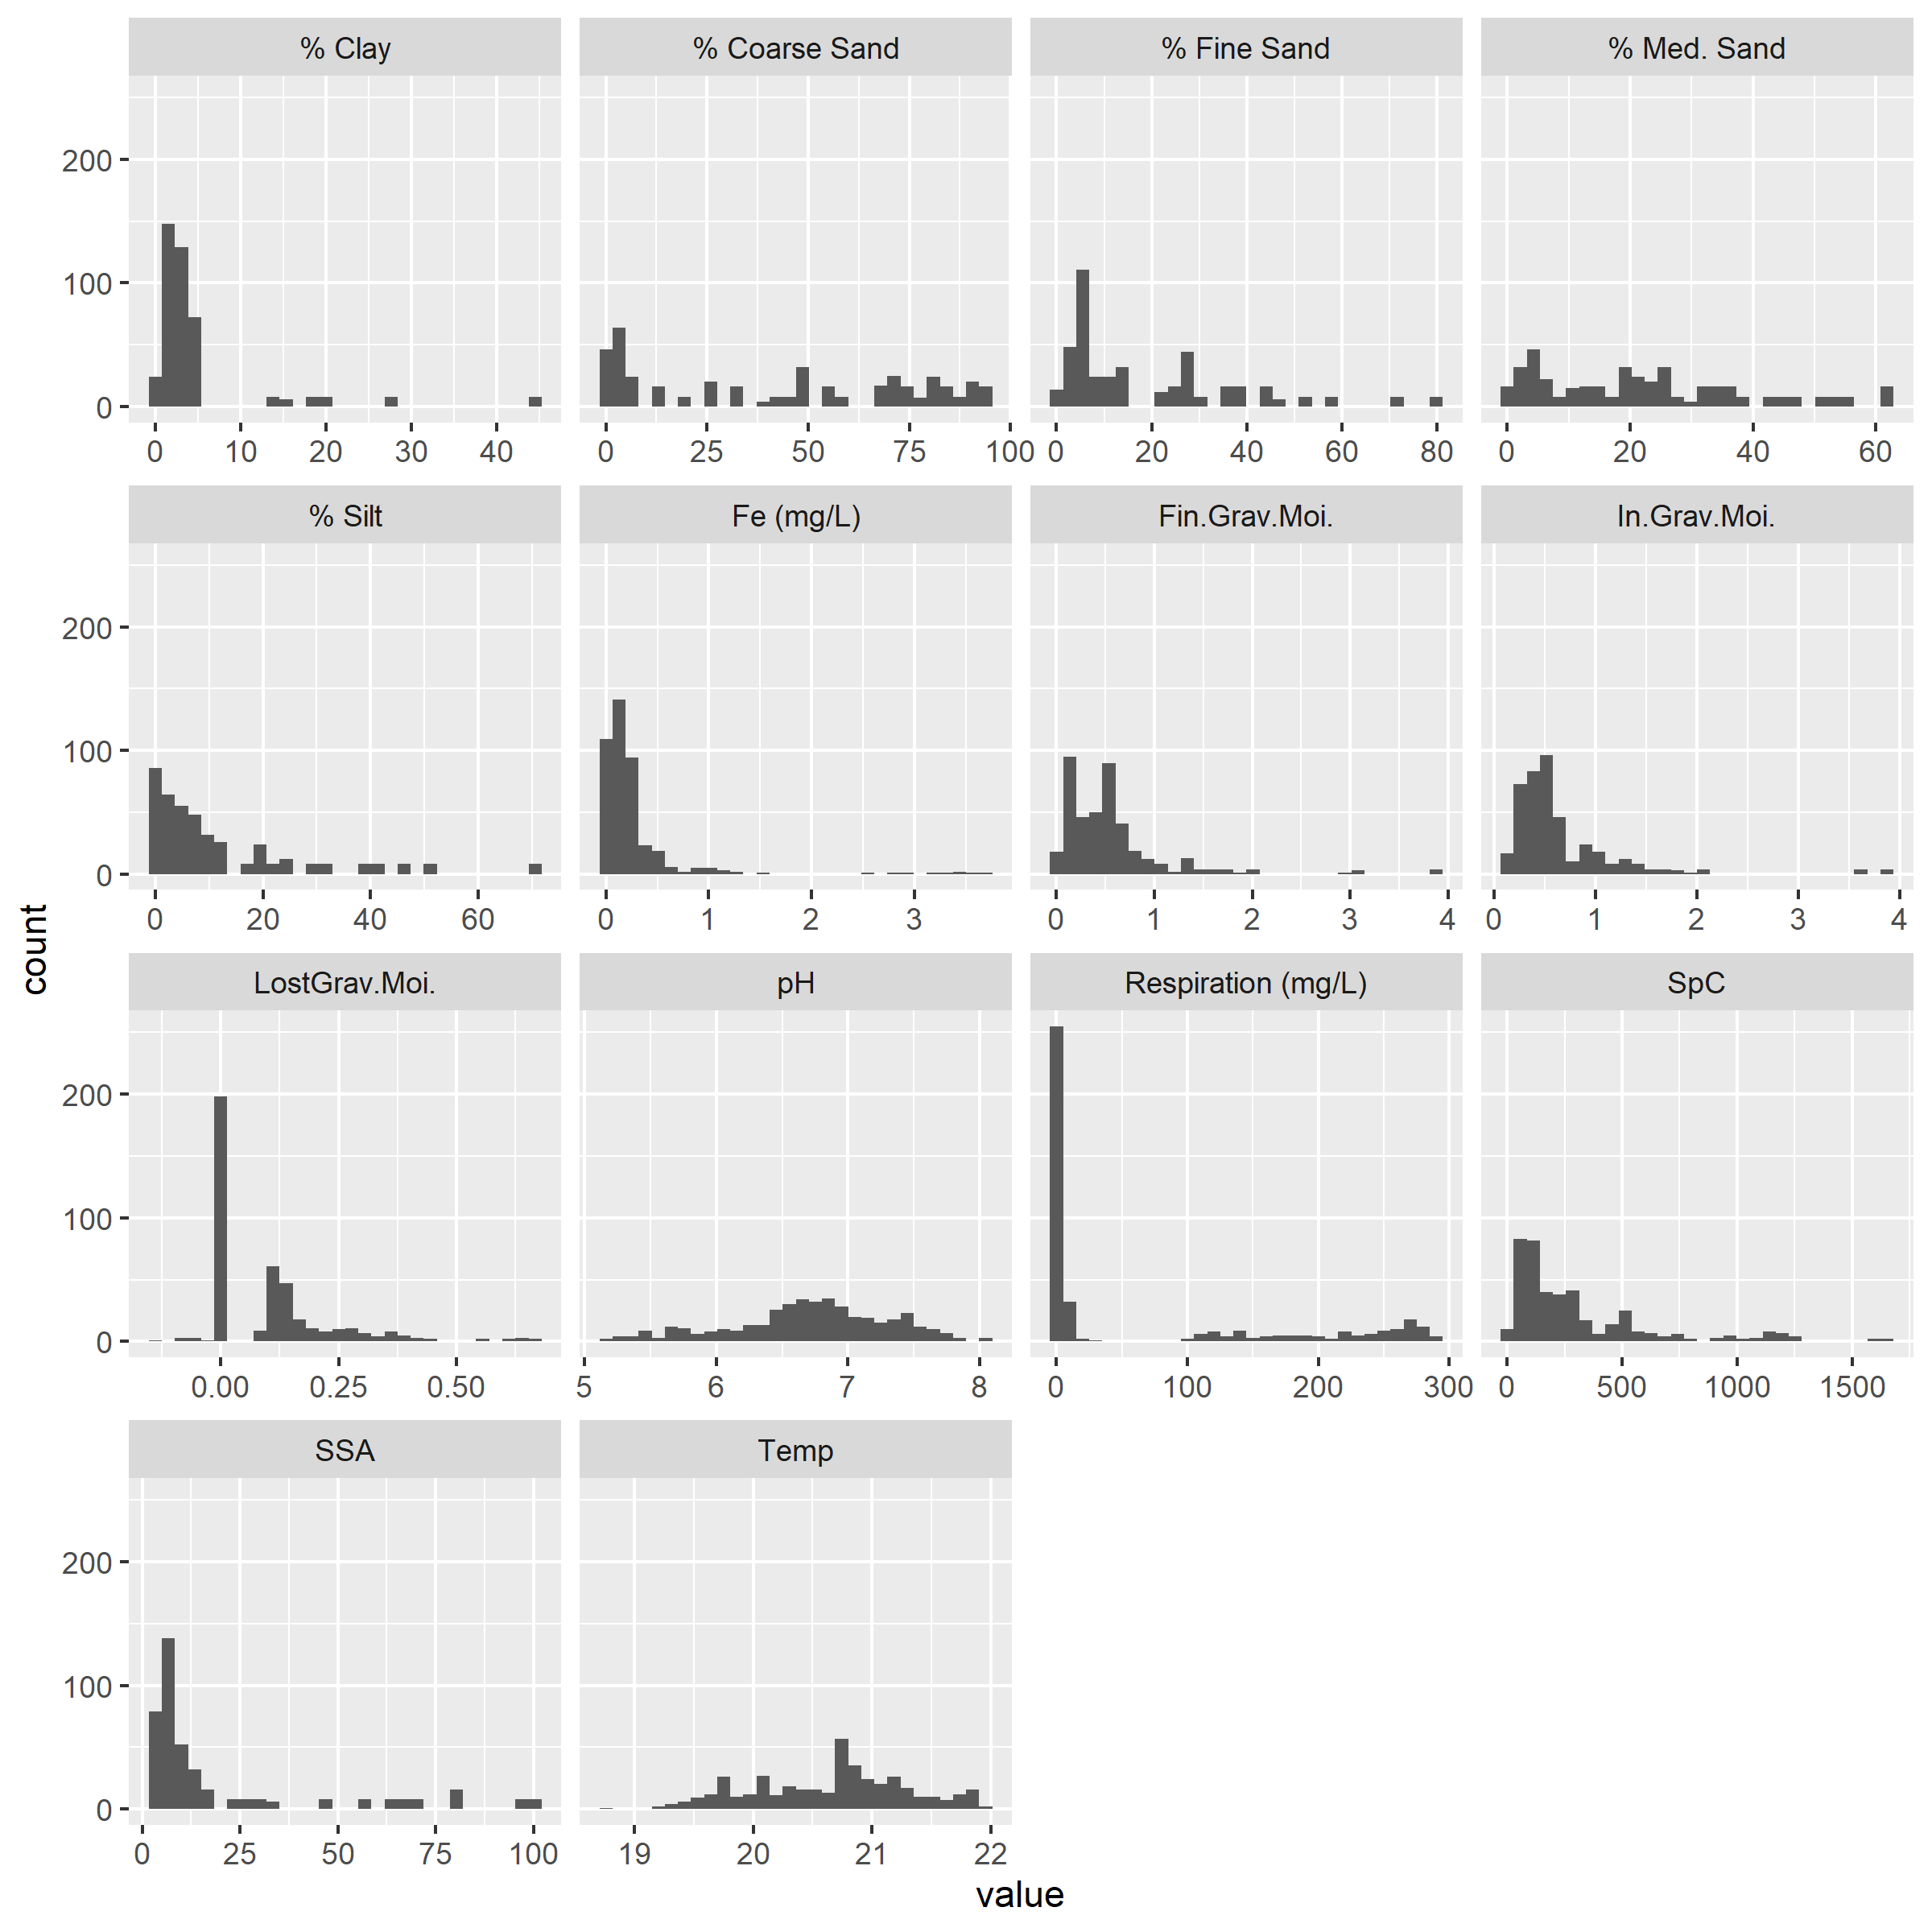 % Clay
% Coarse Sand
% Fine Sand
% Med. Sand
200
100
0
0 10 20 30 40
0 25 50 75 100
0 20 40 60 80
0 20 40 60
% Silt
Fe (mg/L)
Fin.Grav.Moi.
In.Grav.Moi.
200
100
0
0 20 40 60
0 1 2 3
0 1 2 3 4
0 1 2 3 4
count
LostGrav.Moi.
pH
Respiration (mg/L)
SpC
200
100
0
0.00 0.25 0.50
5 6 7 8
0 100 200 300
0 500 1000 1500
SSA
Temp
200
100
0
0 25 50 75 100
19 20 21 22
value